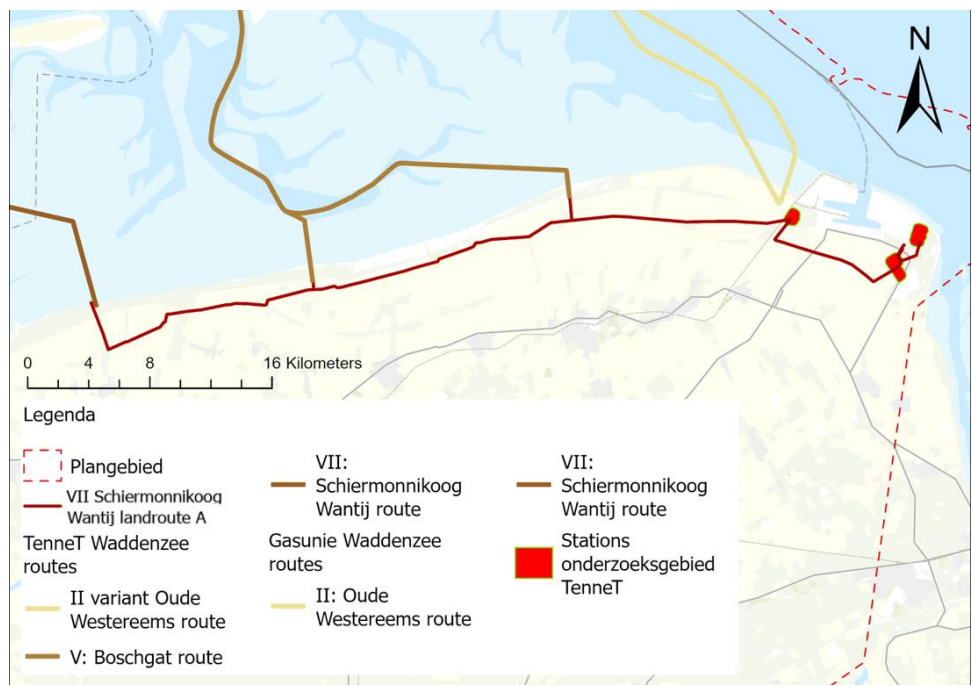 N
0 4 8 16 Kilometers
Legenda
Plangebied
VII Schiermonnikoog
Wantij landroute A
TenneT Waddenzee
routes
II variant Oude
Westereems route
V: Boschgat route
VII:
Schiermonnikoog
Wantij route
Gasunie Waddenzee
routes
II: Oude
Westereems route
VII:
Schiermonnikoog
Wantij route
Stations
onderzoeksgebied
TenneT